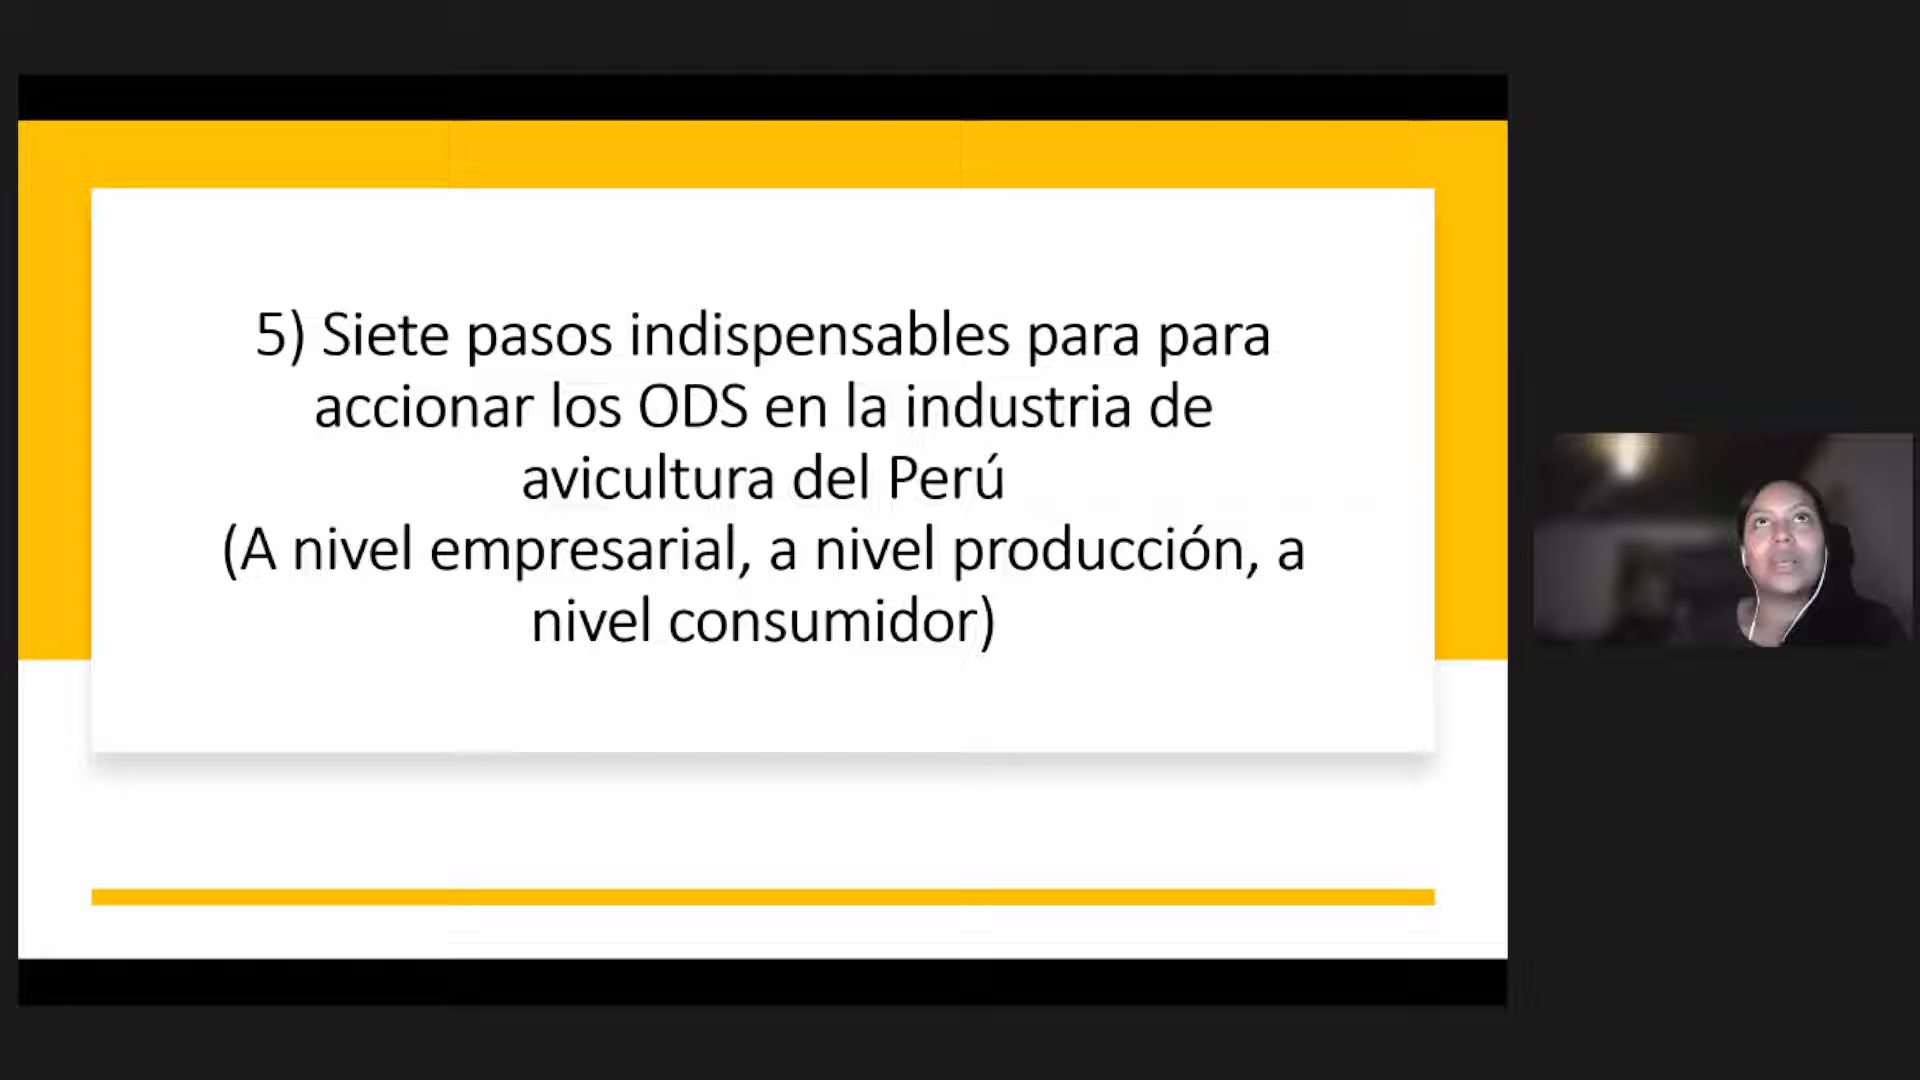 5) Siete pasos indispensables para para
accionar los ODS en la industria de
avicultura del Perú
(A nivel empresarial, a nivel producción, a
nivel consumidor)